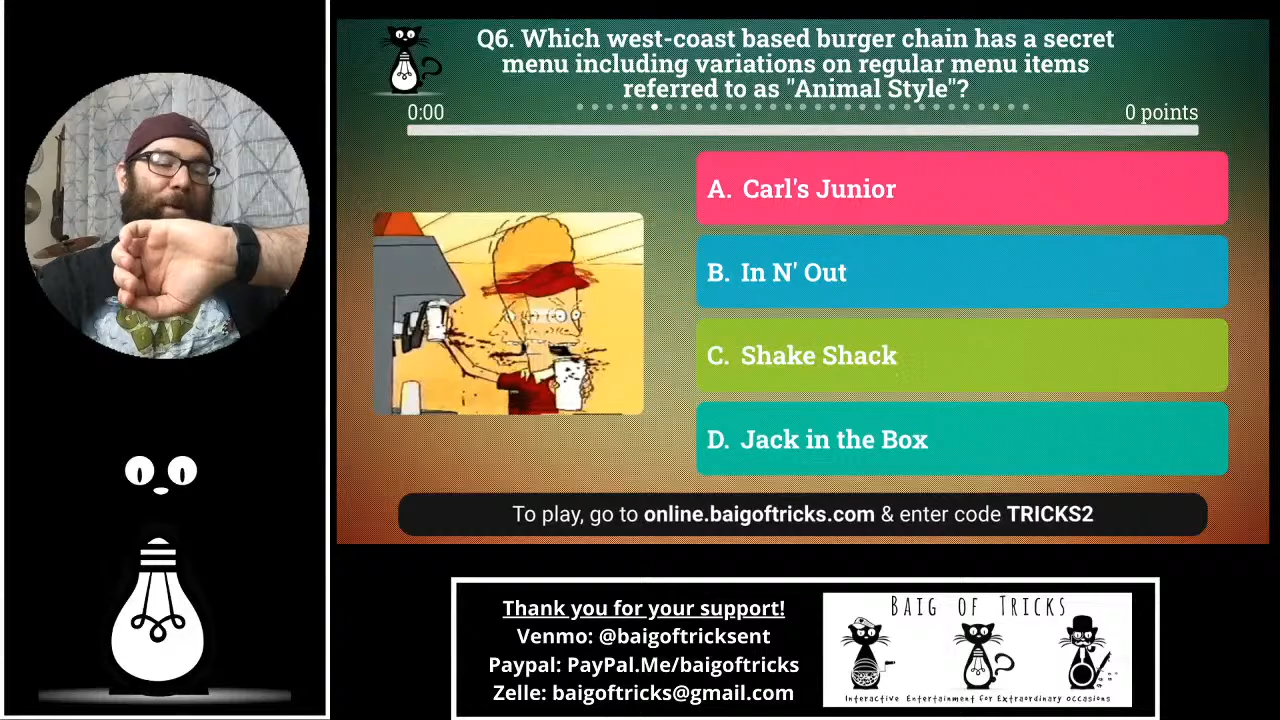 Q6. Which west-coast based burger chain has a secret
menu including variations on regular menu items
referred to as "Animal Style"?
0:00
0 points
A. Carl's Junior
B. In N' Out
C. Shake Shack
D. Jack in the Box
To play, go to online.baigoftricks.com & enter code TRICKS2
Thank you for your support!
Venmo: @baigoftricksent
Paypal: PayPal.Me/baigoftricks
Zelle: baigoftricks@gmail.com
BAIG OF TRICKS
Interactive Entertainment for Extraordinary occasions